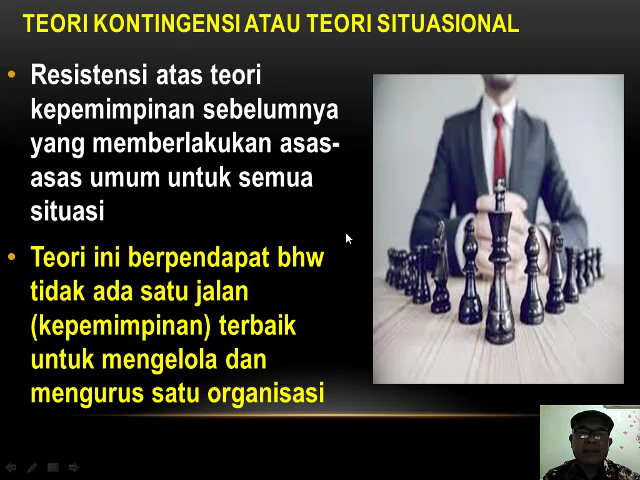 TEORI KONTINGENSI ATAU TEORI SITUASIONAL
• Resistensi atas teori
kepemimpinan sebelumnya
yang memberlakukan asas-
asas umum untuk semua
situasi
• Teori ini berpendapat bhw
tidak ada satu jalan
(kepemimpinan) terbaik
untuk mengelola dan
mengurus satu organisasi